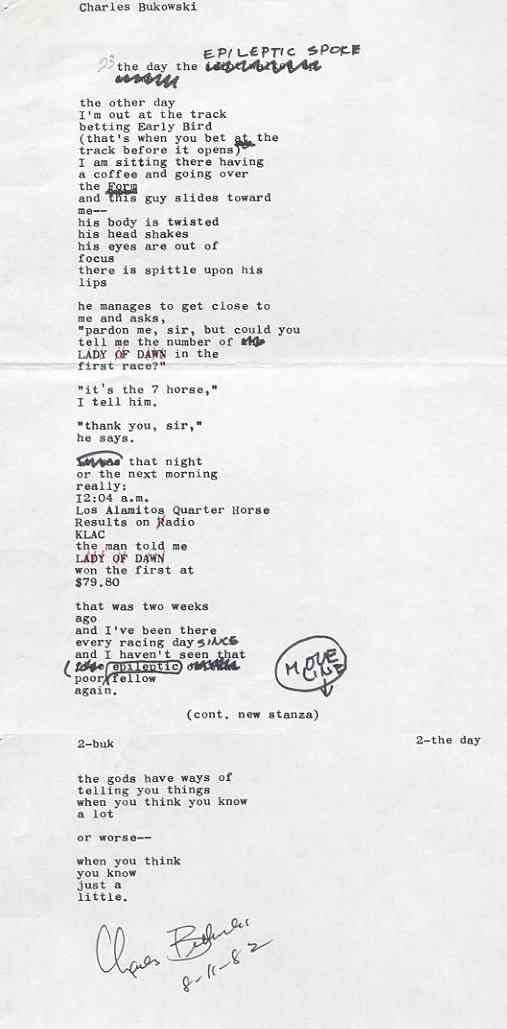 Charles Bukowski
EPILEPTIC SPOKE
23 the day the
the other day
I'm out at the track
betting Early Bird
(that's when you bet at the
track before it opens)
I am sitting there having
a coffee and going over
the Form
and this guy slides toward
me--
his body is twisted
his head shakes
his eyes are out of
focus
there is spittle upon his
lips
he manages to get close to
me and asks,
"pardon me, sir, but could you
tell me the number of
LADY OF DAWN in the
first race?"
"it's the 7 horse,"
I tell him.
"thank you, sir,"
he says.
that night
or the next morning
really:
12:04 a.m.
Los Alamitos Quarter Horse
Results on Radio
KLAC
the man told me
LADY OF DAWN
won the first at
$79.80
that was two weeks
ago
and I've been there
every racing day SINCE
and I haven't seen that
epileptic
poor fellow
again.
MOVE
LINE
(cont. new stanza)
2-buk 2-the day
the gods have ways of
telling you things
when you think you know
a lot
or worse--
when you think
you know
just a
little.
Charles Bukowski
8-11-82